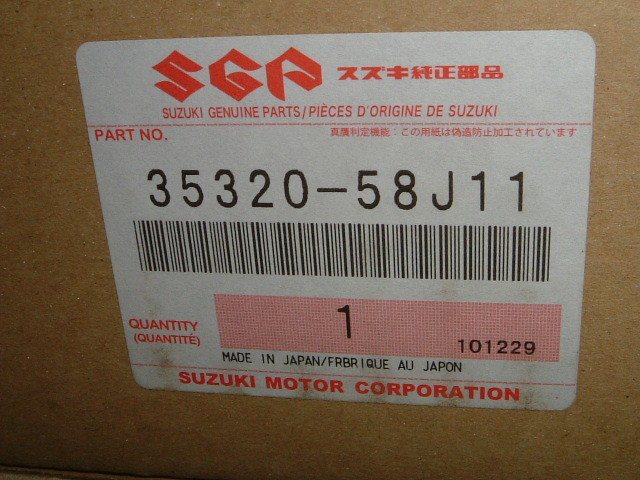 SGP スズキ純正部品
SUZUKI GENUINE PARTS/PIÈCES D'ORIGINE DE SUZUKI
PART NO. 真贋判定機能：この用紙は偽造防止加工されています
35320-58J11
QUANTITY
(QUANTITÉ)
1
101229
MADE IN JAPAN/FRBRIQUE AU JAPON
SUZUKI MOTOR CORPORATION